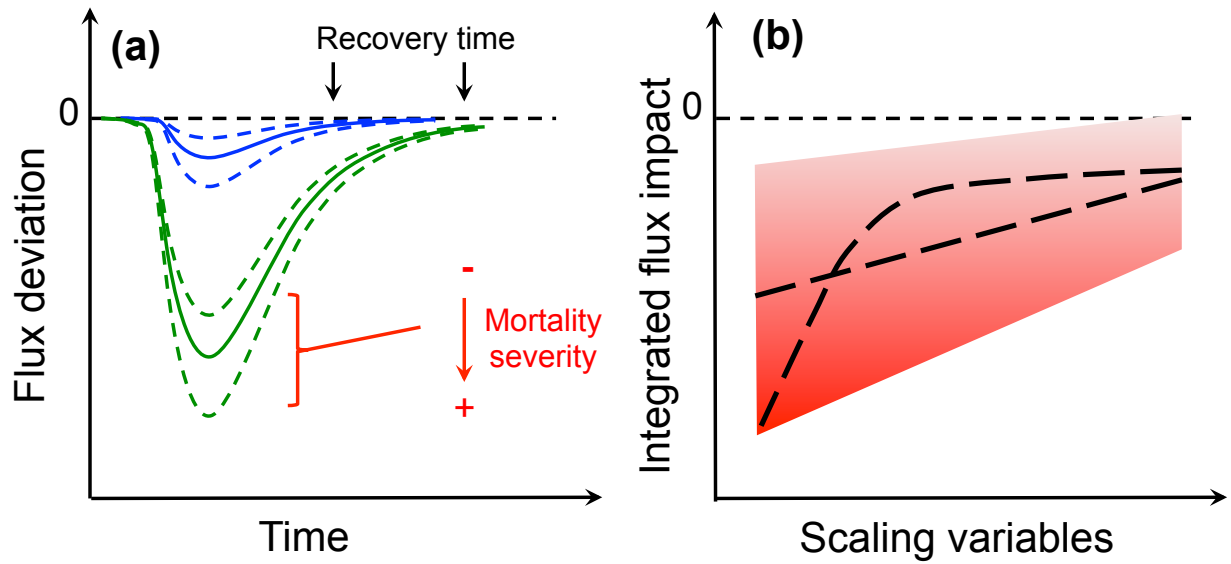 (a)
Recovery time
0
Flux deviation
-
Mortality
severity
+
Time
(b)
0
Integrated flux impact
Scaling variables